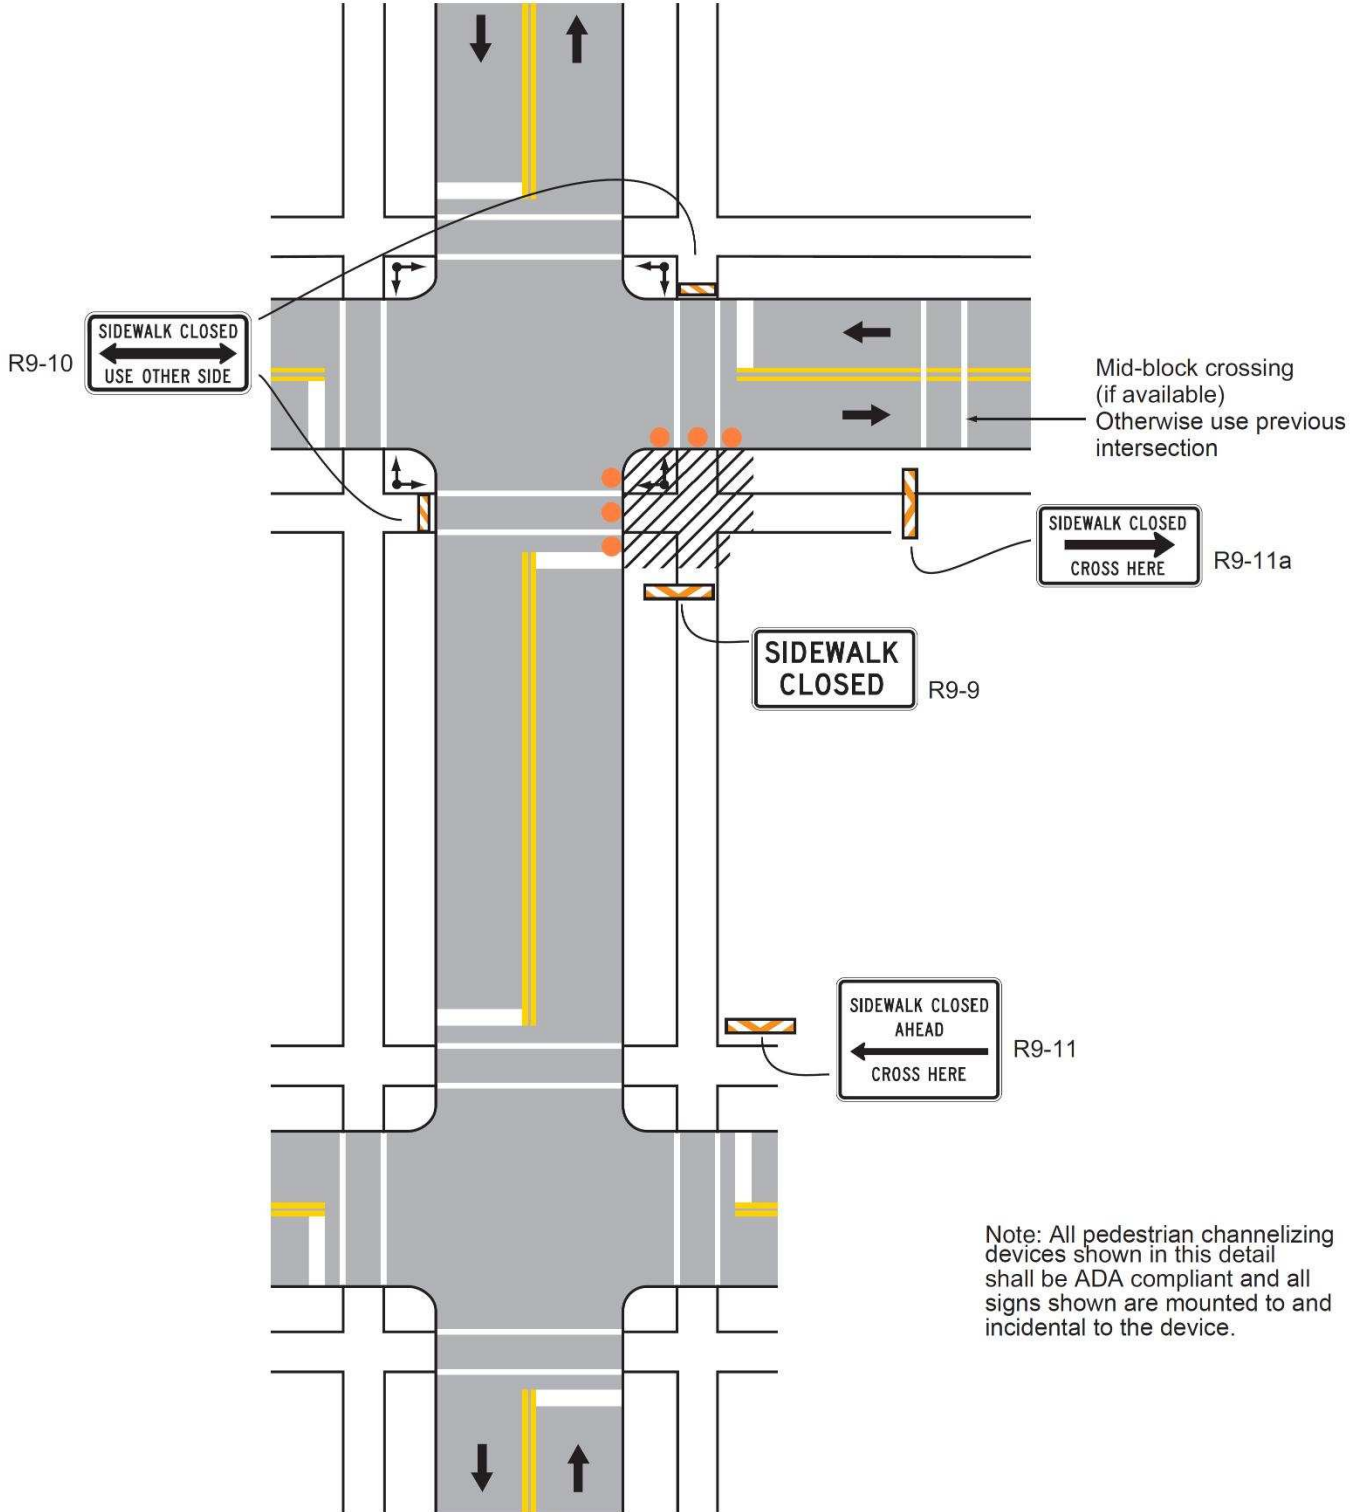 SIDEWALK CLOSED
USE OTHER SIDE
R9-10
Mid-block crossing
(if available)
Otherwise use previous
intersection
SIDEWALK CLOSED
CROSS HERE
R9-11a
SIDEWALK
CLOSED
R9-9
SIDEWALK CLOSED
AHEAD
CROSS HERE
R9-11
Note: All pedestrian channelizing
devices shown in this detail
shall be ADA compliant and all
signs shown are mounted to and
incidental to the device.